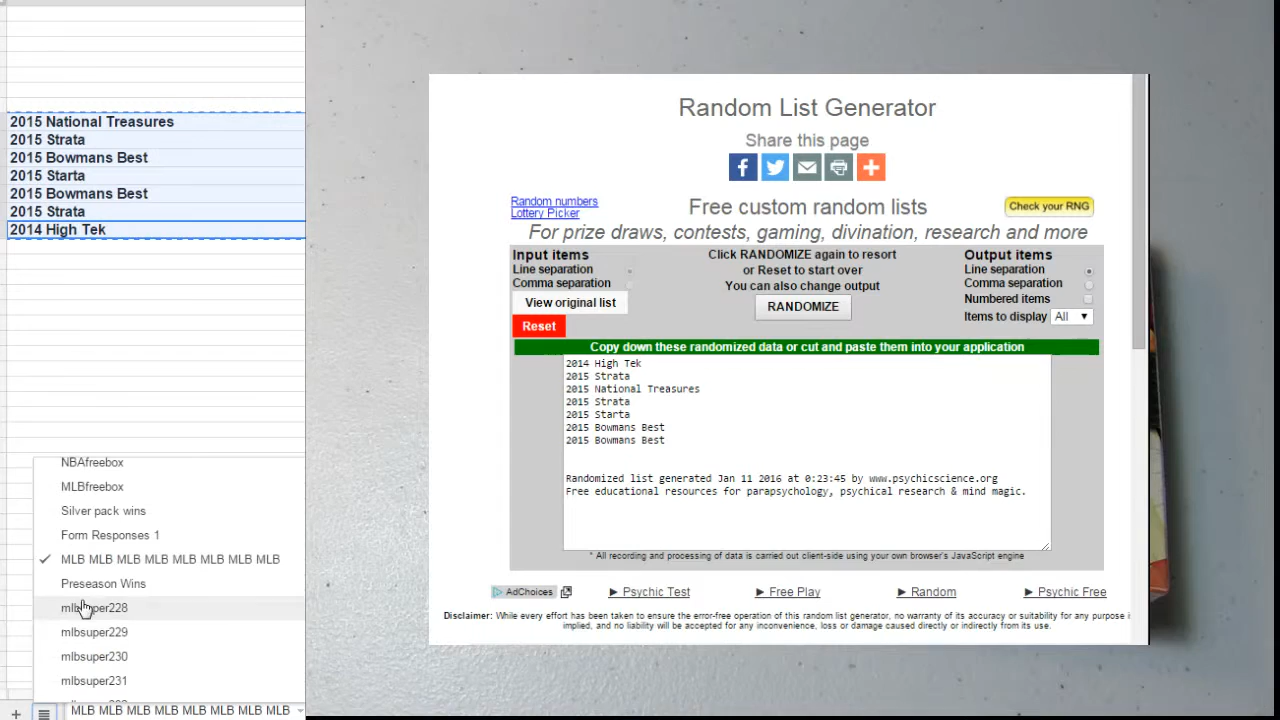 2015 National Treasures
2015 Strata
2015 Bowmans Best
2015 Starta
2015 Bowmans Best
2015 Strata
2014 High Tek
NBAfreebox
MLBfreebox
Silver pack wins
Form Responses 1
MLB MLB MLB MLB MLB MLB MLB MLB
Preseason Wins
mlbsuper228
mlbsuper229
mlbsuper230
mlbsuper231
MLB MLB MLB MLB MLB MLB MLB MLB
Random List Generator
Share this page
Random numbers
Lottery Picker
Free custom random lists
Check your RNG
For prize draws, contests, gaming, divination, research and more
Input items
Line separation
Comma separation
View original list
Reset
Click RANDOMIZE again to resort
or Reset to start over
You can also change output
RANDOMIZE
Output items
Line separation
Comma separation
Numbered items
Items to display All
Copy down these randomized data or cut and paste them into your application
2014 High Tek
2015 Strata
2015 National Treasures
2015 Strata
2015 Starta
2015 Bowmans Best
2015 Bowmans Best
Randomized list generated Jan 11 2016 at 0:23:45 by www.psychicscience.org
Free educational resources for parapsychology, psychical research & mind magic.
* All recording and processing of data is carried out client-side using your own browser's JavaScript engine
AdChoices
► Psychic Test
► Free Play
► Random
► Psychic Free
Disclaimer: While every effort has been taken to ensure the error-free operation of this random list generator, no warranty of its accuracy or suitability for any purpose i
implied, and no liability will be accepted for any inconvenience, loss or damage caused directly or indirectly from its use.